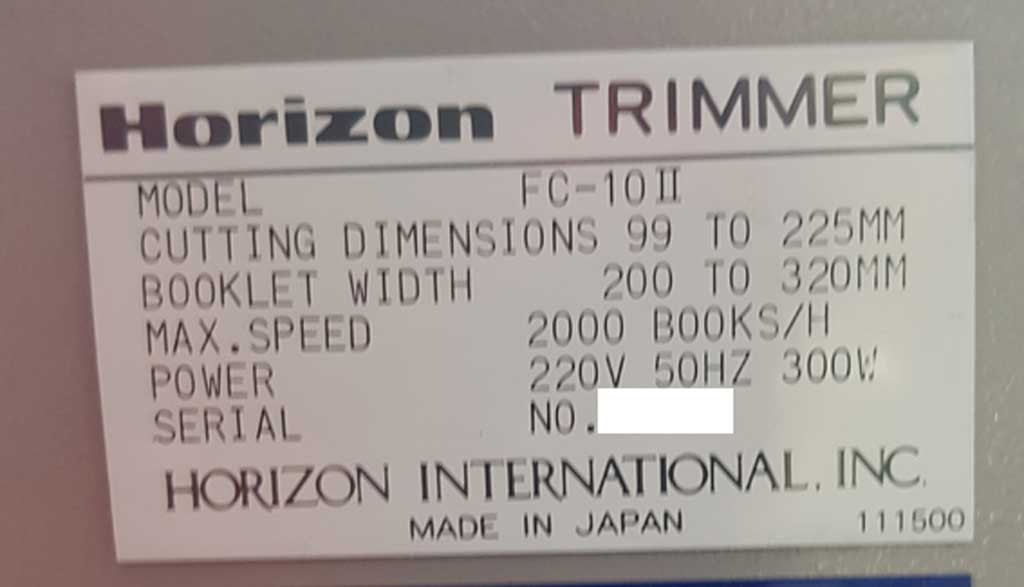 Horizon TRIMMER
MODEL FC-10II
CUTTING DIMENSIONS 99 TO 225MM
BOOKLET WIDTH 200 TO 320MM
MAX.SPEED 2000 BOOKS/H
POWER 220V 50HZ 300W
SERIAL NO.
HORIZON INTERNATIONAL, INC.
MADE IN JAPAN 111500